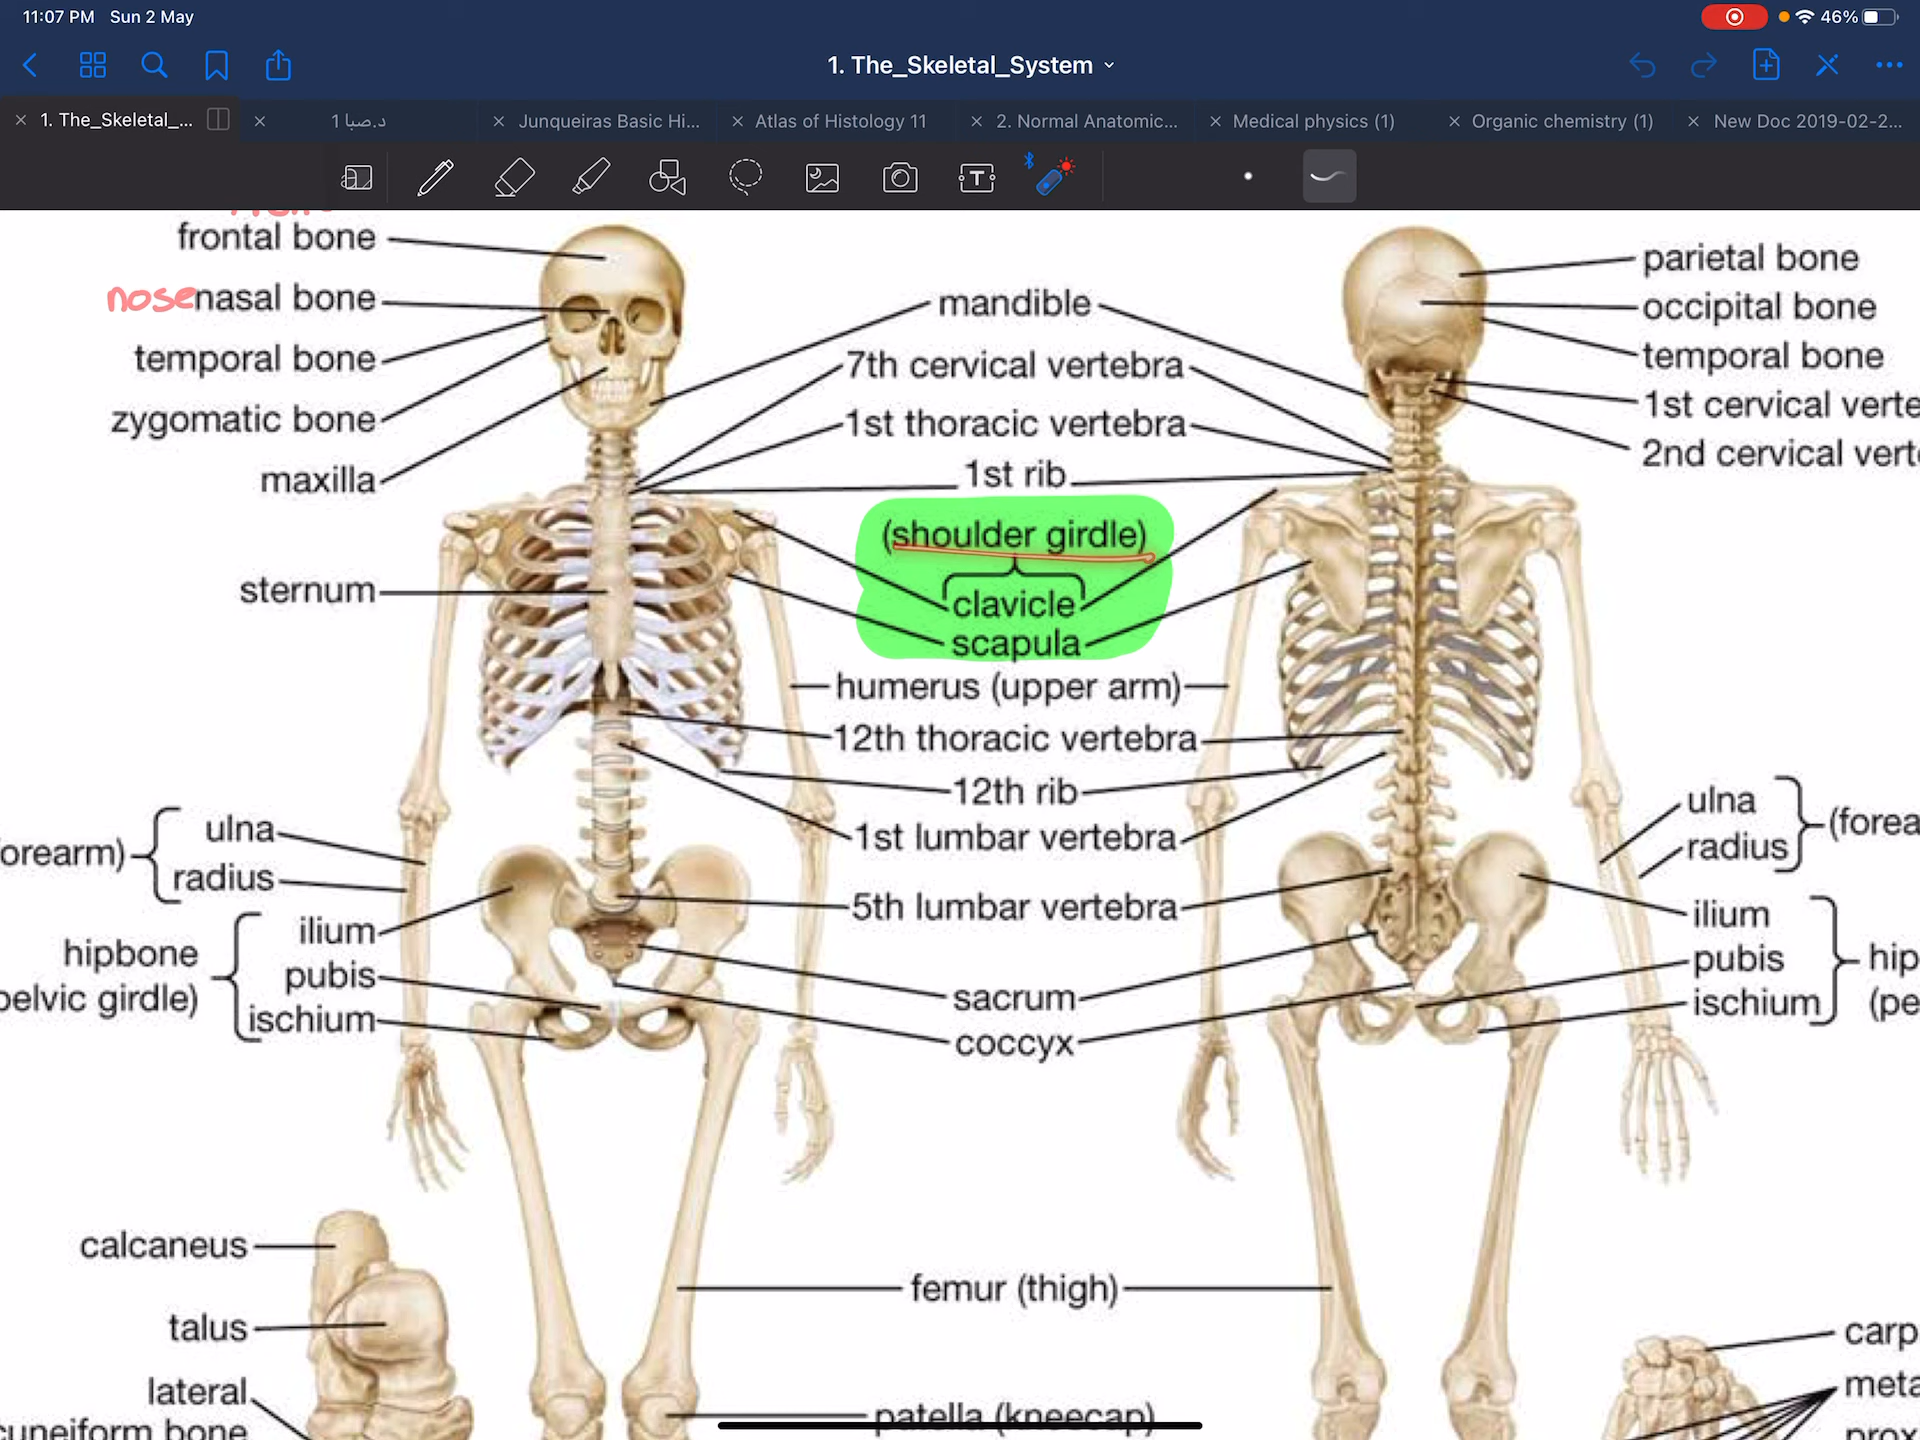 11:07 PM Sun 2 May
46%
1. The_Skeletal_System
1. The_Skeletal_...
د.صبا 1
Junqueiras Basic Hi...
Atlas of Histology 11
2. Normal Anatomic...
Medical physics (1)
Organic chemistry (1)
New Doc 2019-02-2...
frontal bone
nose nasal bone
temporal bone
zygomatic bone
maxilla
sternum
orearm)
ulna
radius
hipbone
pelvic girdle)
ilium
pubis
ischium
calcaneus
talus
lateral
cuneiform bone
mandible
7th cervical vertebra
1st thoracic vertebra
1st rib
(shoulder girdle)
clavicle
scapula
humerus (upper arm)
12th thoracic vertebra
12th rib
1st lumbar vertebra
5th lumbar vertebra
sacrum
coccyx
femur (thigh)
patella (kneecap)
parietal bone
occipital bone
temporal bone
1st cervical verte
2nd cervical verte
ulna
radius
(forea
ilium
pubis
ischium
hip
(pe
carp
meta
prox